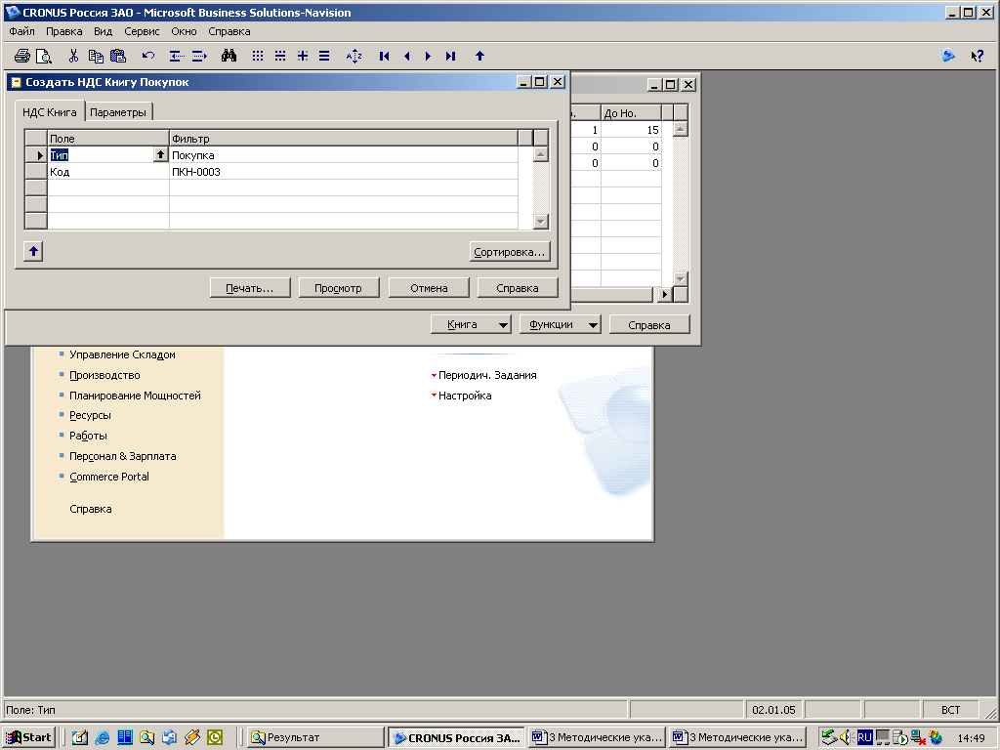 CRONUS Россия ЗАО - Microsoft Business Solutions-Navision
Файл Правка Вид Сервис Окно Справка
Создать НДС Книгу Покупок
НДС Книга Параметры
Поле Фильтр
Тип Покупка
Код ПКН-0003
Сортировка...
Печать... Просмотр Отмена Справка
о. До Но.
1 15
0 0
0 0
Книга Функции Справка
Управление Складом
Производство
Планирование Мощностей
Ресурсы
Работы
Персонал & Зарплата
Commerce Portal
Справка
Периодич. Задания
Настройка
Поле: Тип 02.01.05 ВСТ
Start Результат CRONUS Россия ЗА... 3 Методические ука... 3 Методические ука... RU 14:49